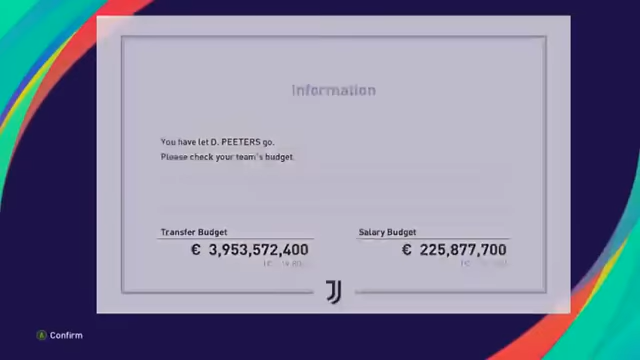 Information
You have let D. PEETERS go.
Please check your team's budget.
Transfer Budget
Salary Budget
€ 3,953,572,400
€ 225,877,700
Confirm